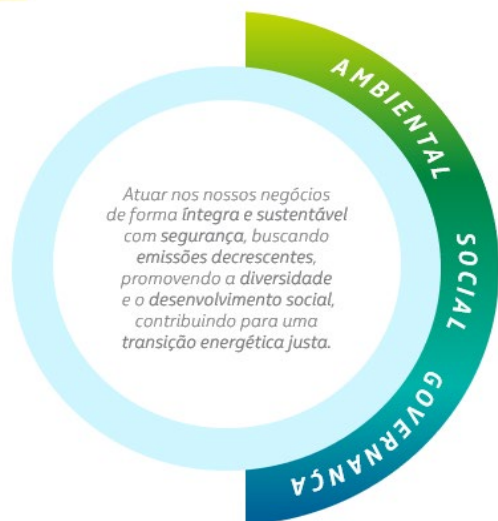 AMBIENTAL
SOCIAL
GOVERNANÇA
Atuar nos nossos negócios
de forma íntegra e sustentável
com segurança, buscando
emissões decrescentes,
promovendo a diversidade
e o desenvolvimento social,
contribuindo para uma
transição energética justa.